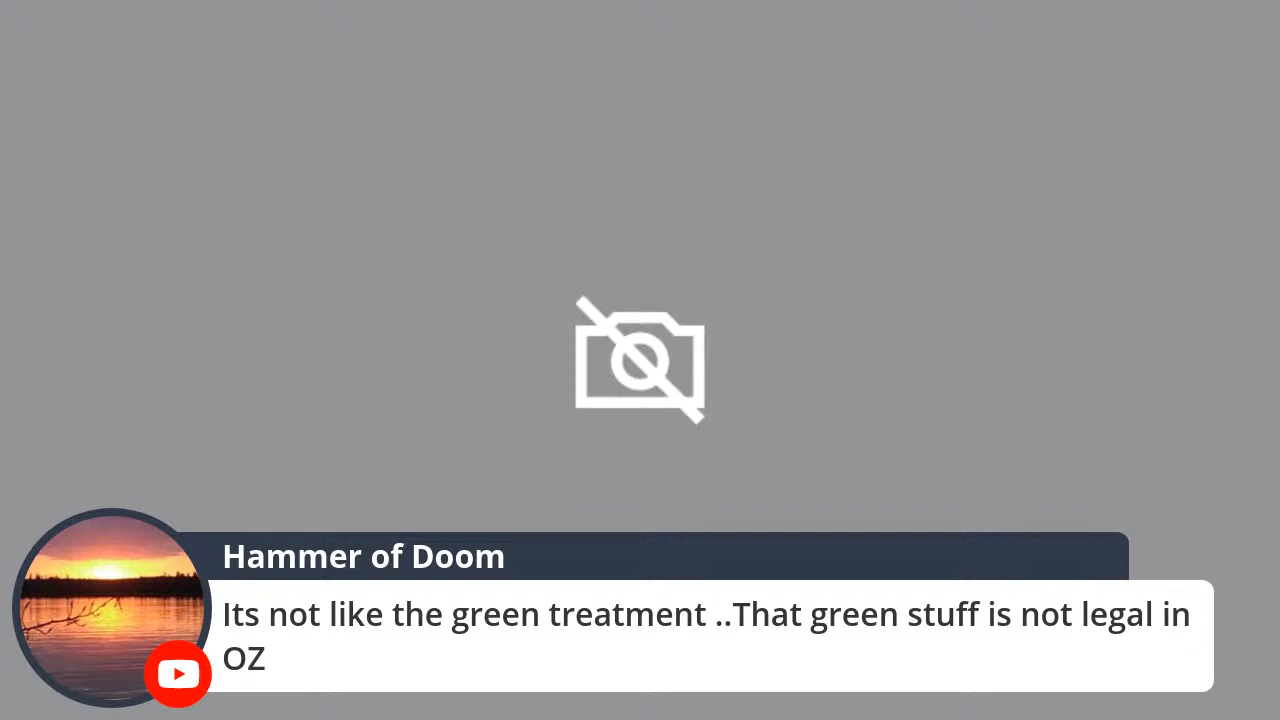 Hammer of Doom
Its not like the green treatment ..That green stuff is not legal in
OZ